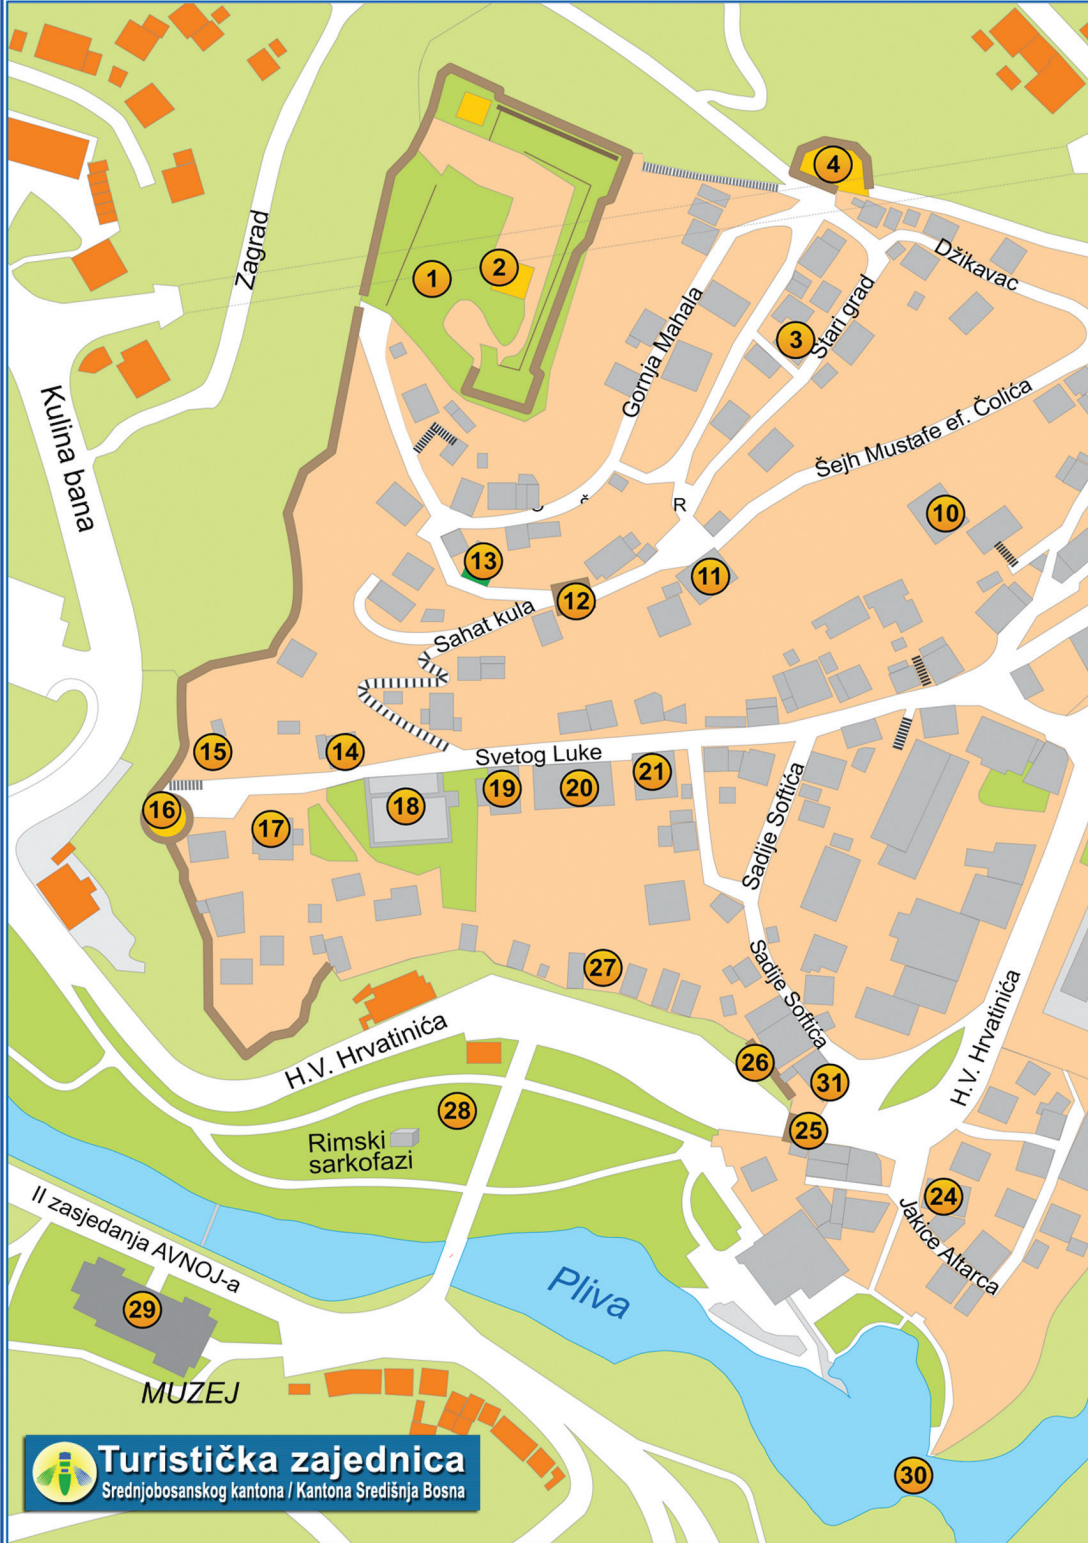 4
Džikavac
Zagrad
1
2
3
Stari grad
Gornja Mahala
Kulina bana
Šejh Mustafe ef. Čolića
10
R
13
11
12
Sahat kula
15
14
Svetog Luke
21
16
19
20
18
17
Sadije Softića
27
Sadije Softića
H.V. Hrvatinića
H.V. Hrvatinića
26
31
28
25
Rimski
sarkofazi
24
Jakice Altarca
II zasjedanja AVNOJ-a
Pliva
29
MUZEJ
Turistička zajednica
Srednjobosanskog kantona / Kantona Središnja Bosna
30